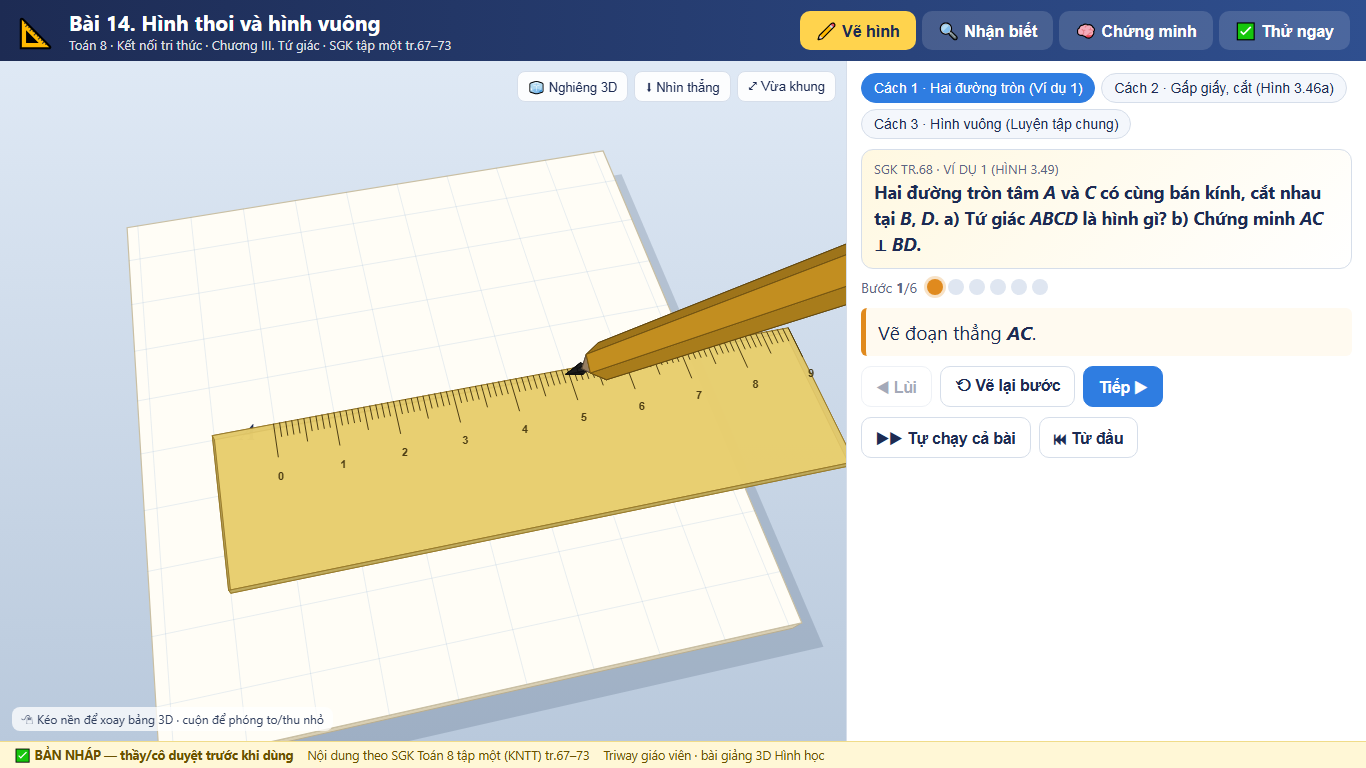 Bài 14. Hình thoi và hình vuông
Toán 8 · Kết nối tri thức · Chương III. Tứ giác · SGK tập một tr.67–73
Vẽ hình
Nhận biết
Chứng minh
Thử ngay
Nghiêng 3D
⬇ Nhìn thẳng
⤢ Vừa khung
0 1 2 3 4 5 6 7 8 9
Kéo nền để xoay bảng 3D · cuộn để phóng to/thu nhỏ
Cách 1 · Hai đường tròn (Ví dụ 1)
Cách 2 · Gấp giấy, cắt (Hình 3.46a)
Cách 3 · Hình vuông (Luyện tập chung)
SGK TR.68 · VÍ DỤ 1 (HÌNH 3.49)
Hai đường tròn tâm A và C có cùng bán kính, cắt nhau
tại B, D. a) Tứ giác ABCD là hình gì? b) Chứng minh AC
⊥ BD.
Bước 1/6
Vẽ đoạn thẳng AC.
◀ Lùi
⟲ Vẽ lại bước
Tiếp ▶
▶▶ Tự chạy cả bài
⏮ Từ đầu
✅ BẢN NHÁP — thầy/cô duyệt trước khi dùng Nội dung theo SGK Toán 8 tập một (KNTT) tr.67–73 Triway giáo viên · bài giảng 3D Hình học